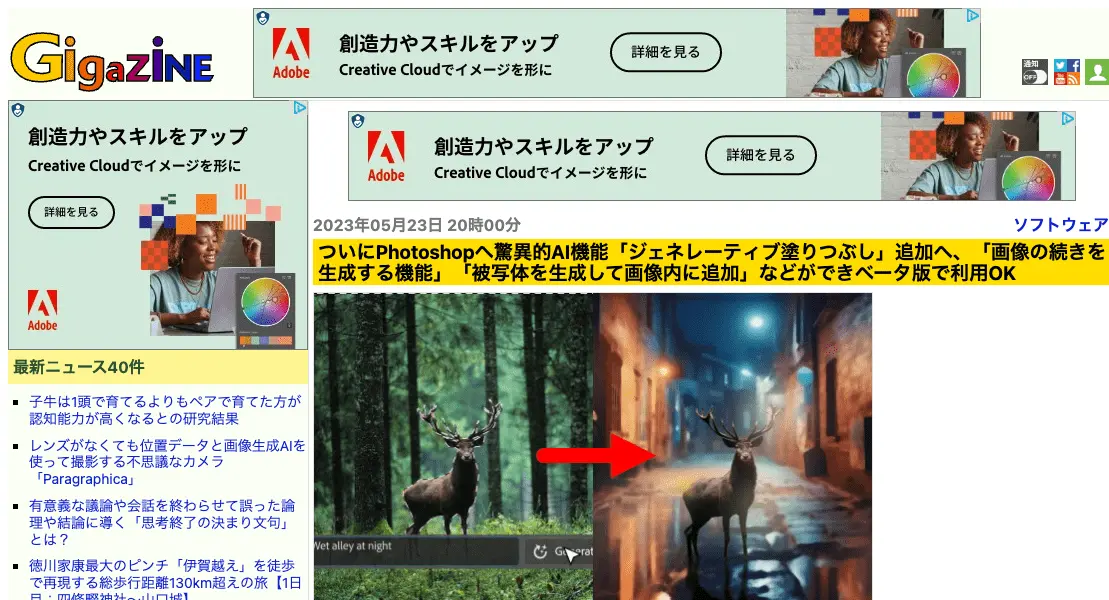 GigaZiNE
Adobe
創造力やスキルをアップ
Creative Cloudでイメージを形に
詳細を見る
通知
OFF
創造力やスキルをアップ
Creative Cloudでイメージを形に
詳細を見る
Adobe
最新ニュース40件
子牛は1頭で育てるよりもペアで育てた方が
認知能力が高くなるとの研究結果
レンズがなくても位置データと画像生成AIを
使って撮影する不思議なカメラ
「Paragraphica」
有意義な議論や会話を終わらせて誤った論
理や結論に導く「思考終了の決まり文句」
とは？
徳川家康最大のピンチ「伊賀越え」を徒歩
で再現する総歩行距離130km超えの旅【1日
目：四條畷神社～山口城】
Adobe
創造力やスキルをアップ
Creative Cloudでイメージを形に
詳細を見る
2023年05月23日 20時00分
ソフトウェア
ついにPhotoshopへ驚異的AI機能「ジェネレーティブ塗りつぶし」追加へ、「画像の続きを
生成する機能」「被写体を生成して画像内に追加」などができベータ版で利用OK
Wet alley at night
Generat